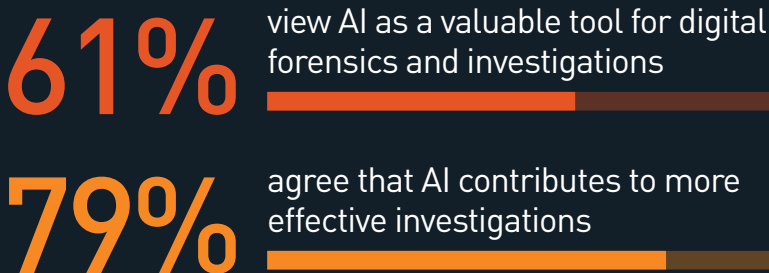 61%
view AI as a valuable tool for digital
forensics and investigations
79%
agree that AI contributes to more
effective investigations